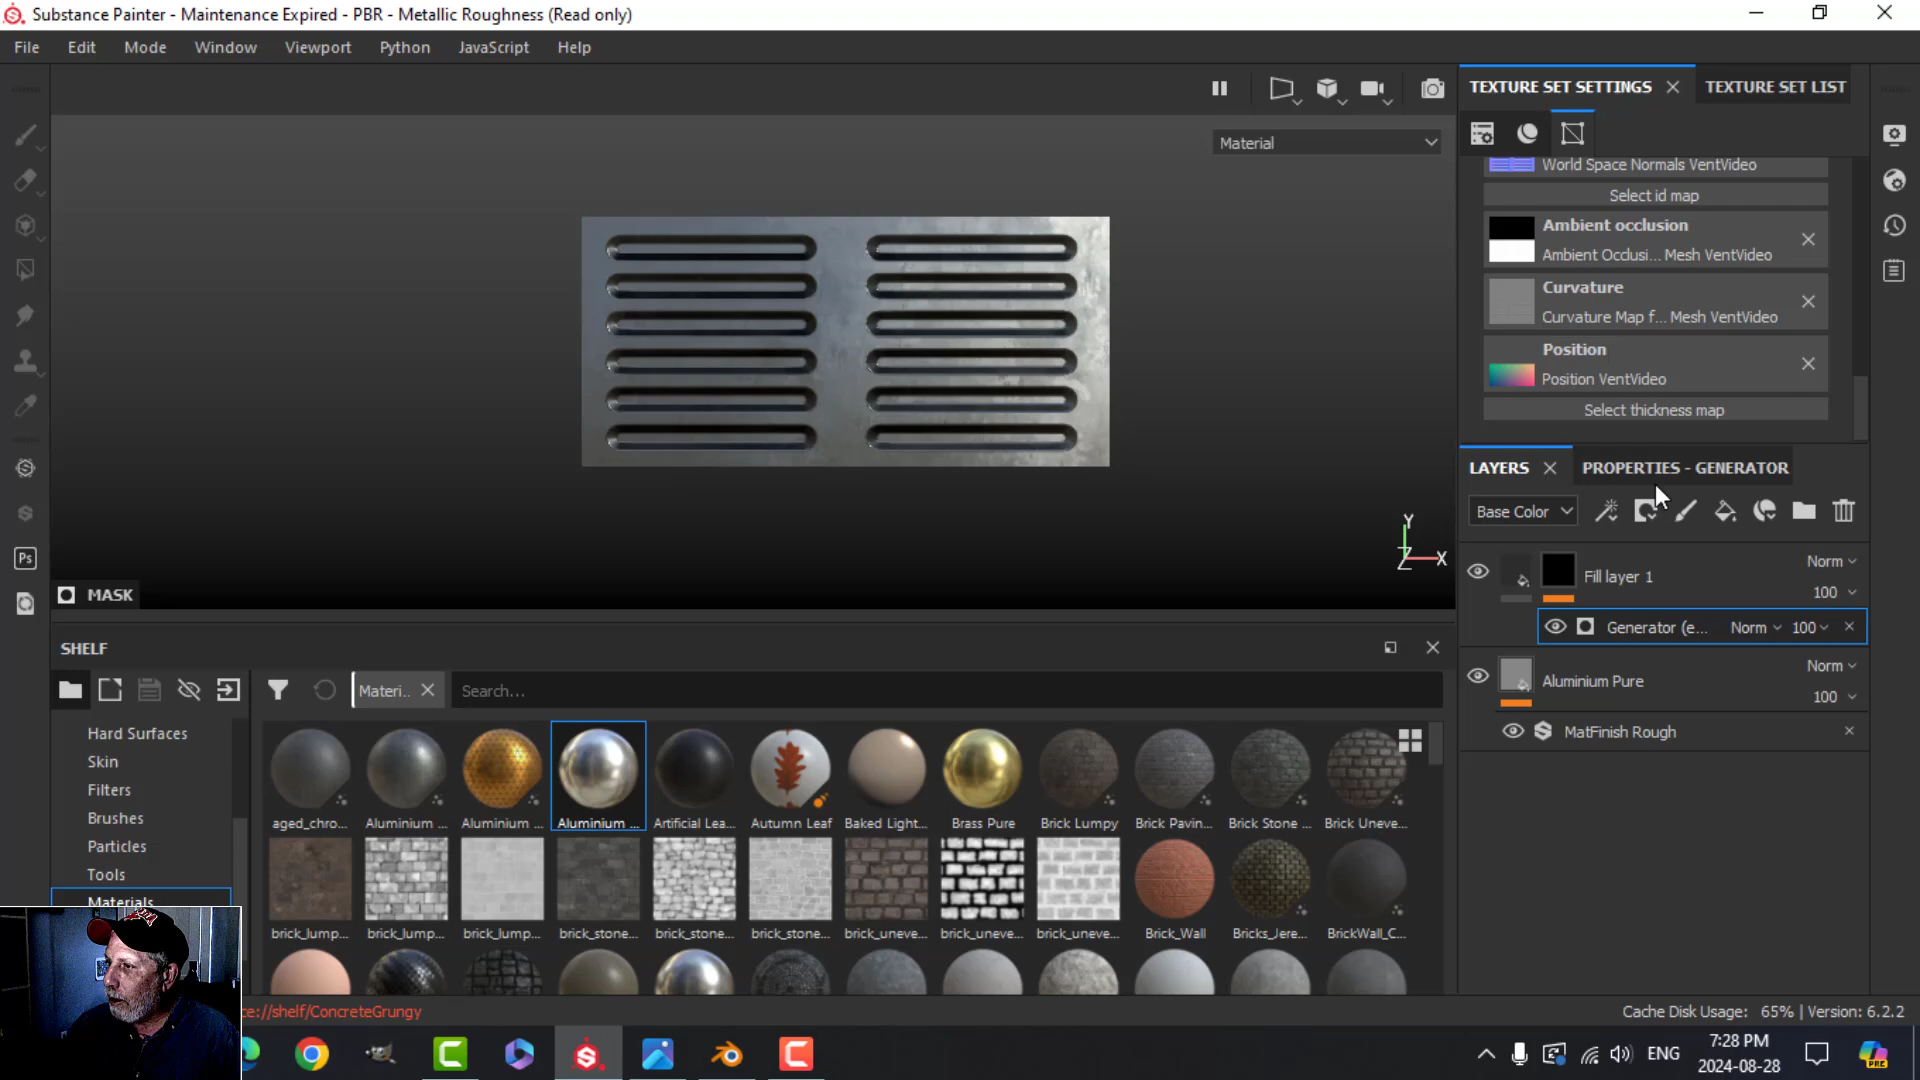 Substance Painter - Maintenance Expired - PBR - Metallic Roughness (Read only)
File Edit Mode Window Viewport Python JavaScript Help
Material
TEXTURE SET SETTINGS
TEXTURE SET LIST
World Space Normals VentVideo
Select id map
Ambient occlusion
Ambient Occlusi... Mesh VentVideo
Curvature
Curvature Map f... Mesh VentVideo
Position
Position VentVideo
Select thickness map
Y
Z X
MASK
LAYERS
PROPERTIES - GENERATOR
Base Color
Norm
Fill layer 1
100
Generator (e... Norm 100
Norm
Aluminium Pure
100
MatFinish Rough
SHELF
Materi...
Search...
Hard Surfaces
Skin
Filters
Brushes
Particles
Tools
Materials
aged_chro... Aluminium ... Aluminium ... Aluminium ... Artificial Lea... Autumn Leaf Baked Light... Brass Pure Brick Lumpy Brick Pavin... Brick Stone ... Brick Uneve...
brick_lump... brick_lump... brick_lump... brick_stone... brick_stone... brick_stone... brick_uneve... brick_uneve... brick_uneve... Brick_Wall Bricks_Jere... BrickWall_C...
ce://shelf/ConcreteGrungy
Cache Disk Usage: 65% | Version: 6.2.2
Ps
ENG
7:28 PM
2024-08-28
PRE